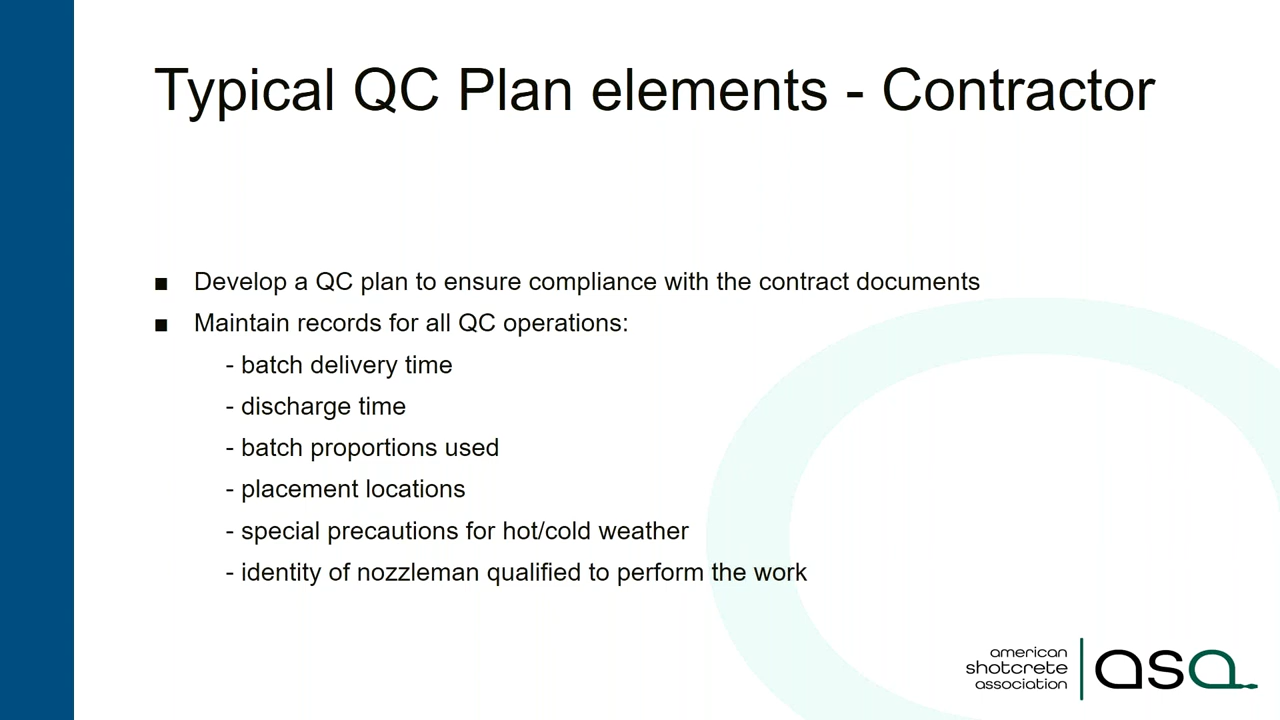 Typical QC Plan elements - Contractor
■ Develop a QC plan to ensure compliance with the contract documents
■ Maintain records for all QC operations:
- batch delivery time
- discharge time
- batch proportions used
- placement locations
- special precautions for hot/cold weather
- identity of nozzleman qualified to perform the work
american
shotcrete
association
asa